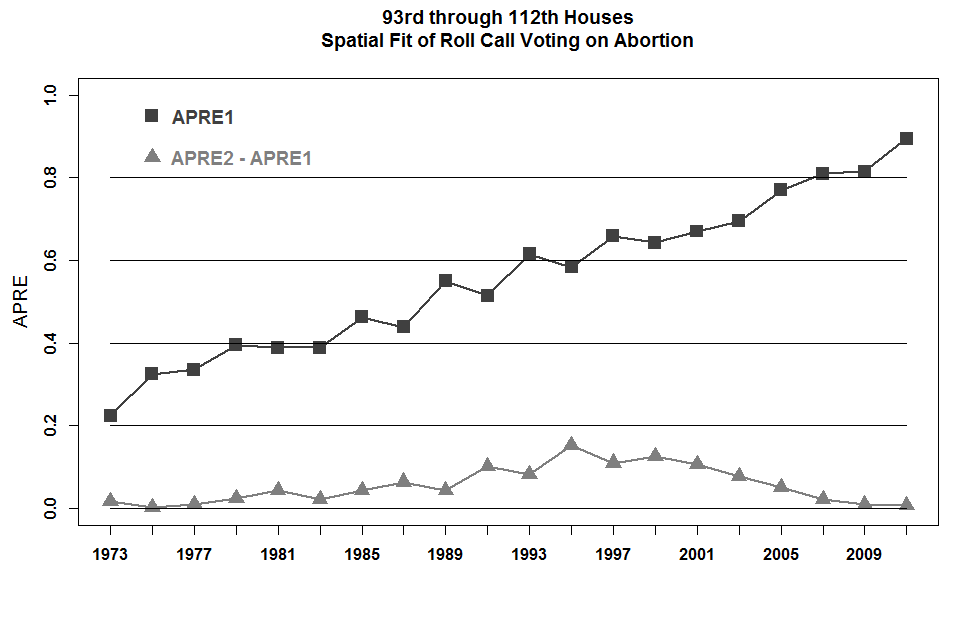 93rd through 112th Houses
Spatial Fit of Roll Call Voting on Abortion
APRE1
APRE2 - APRE1
APRE
1.0
0.8
0.6
0.4
0.2
0.0
1973 1977 1981 1985 1989 1993 1997 2001 2005 2009